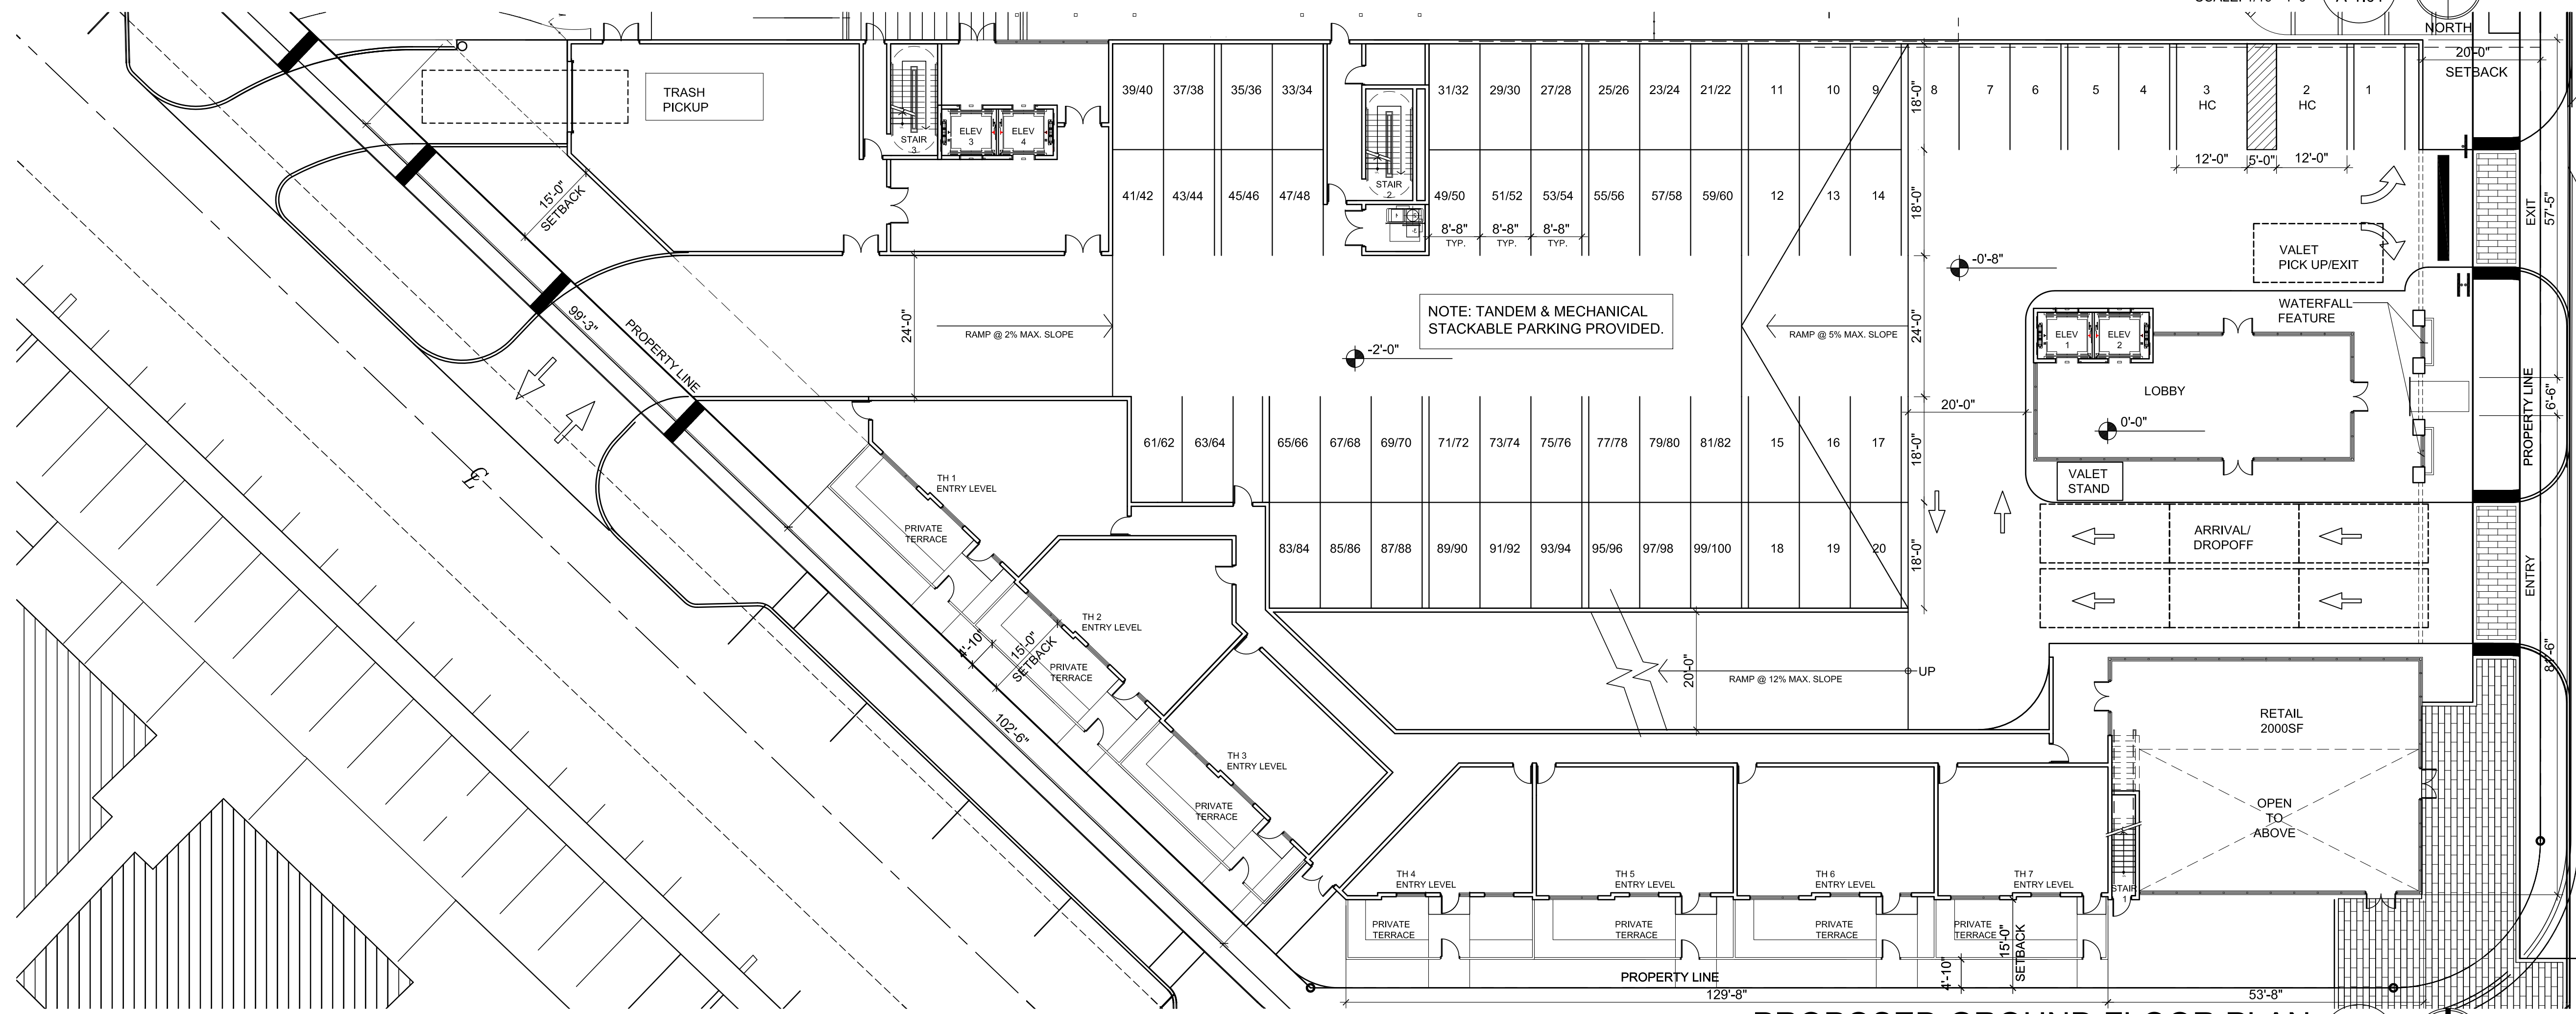 NORTH
20'-0"
SETBACK
TRASH
PICKUP
STAIR
3
ELEV
3
ELEV
4
39/40
37/38
35/36
33/34
31/32
29/30
27/28
25/26
23/24
21/22
11
10
9
18'-0"
8
7
6
5
4
3
HC
2
HC
1
12'-0"
5'-0"
12'-0"
15'-0"
SETBACK
41/42
43/44
45/46
47/48
STAIR
2
49/50
51/52
53/54
55/56
57/58
59/60
12
13
14
18'-0"
8'-8"
TYP.
8'-8"
TYP.
8'-8"
TYP.
EXIT
57'-5"
VALET
PICK UP/EXIT
-0'-8"
WATERFALL
FEATURE
99'-3"
PROPERTY LINE
24'-0"
RAMP @ 2% MAX. SLOPE
NOTE: TANDEM & MECHANICAL
STACKABLE PARKING PROVIDED.
-2'-0"
RAMP @ 5% MAX. SLOPE
24'-0"
ELEV
1
ELEV
2
LOBBY
0'-0"
20'-0"
PROPERTY LINE
6'-6"
61/62
63/64
65/66
67/68
69/70
71/72
73/74
75/76
77/78
79/80
81/82
15
16
17
18'-0"
VALET
STAND
TH 1
ENTRY LEVEL
PRIVATE
TERRACE
83/84
85/86
87/88
89/90
91/92
93/94
95/96
97/98
99/100
18
19
20
18'-0"
ARRIVAL/
DROPOFF
ENTRY
TH 2
ENTRY LEVEL
4'-10"
15'-0"
SETBACK
PRIVATE
TERRACE
20'-0"
RAMP @ 12% MAX. SLOPE
UP
102'-6"
RETAIL
2000SF
TH 3
ENTRY LEVEL
PRIVATE
TERRACE
OPEN
TO
ABOVE
TH 4
ENTRY LEVEL
TH 5
ENTRY LEVEL
TH 6
ENTRY LEVEL
TH 7
ENTRY LEVEL
STAIR
1
PRIVATE
TERRACE
PRIVATE
TERRACE
PRIVATE
TERRACE
PRIVATE
TERRACE
15'-0"
SETBACK
4'-10"
PROPERTY LINE
129'-8"
53'-8"
PROPOSED GROUND FLOOR PLAN